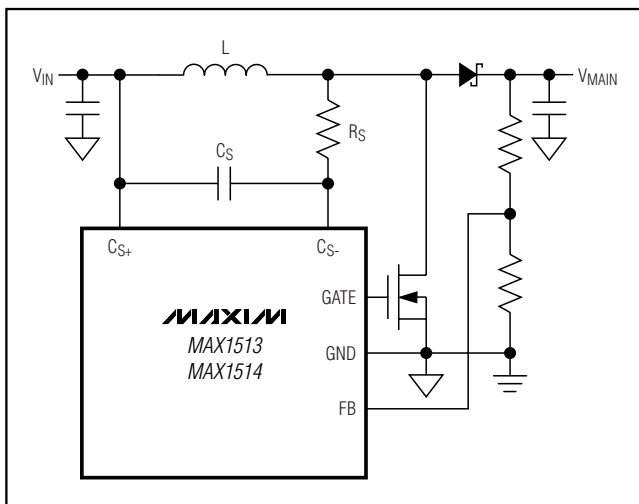 L
VIN
VMAIN
RS
CS
CS+
CS-
GATE
MAXIM
MAX1513
MAX1514
GND
FB